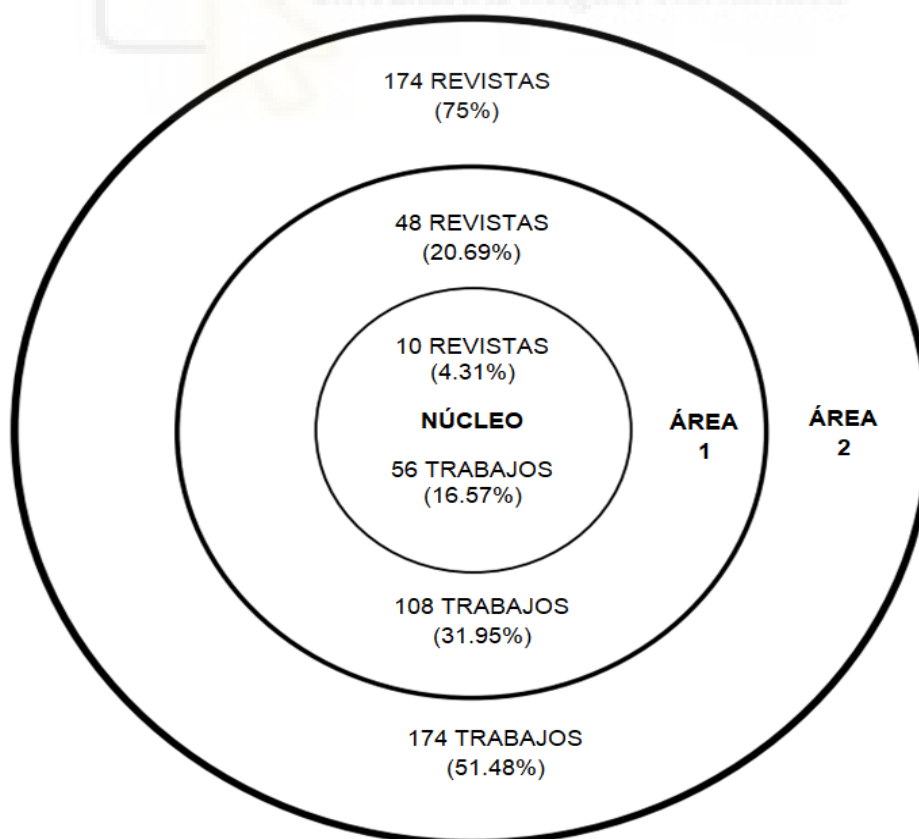 174 REVISTAS
(75%)
48 REVISTAS
(20.69%)
10 REVISTAS
(4.31%)
NÚCLEO
56 TRABAJOS
(16.57%)
ÁREA
1
ÁREA
2
108 TRABAJOS
(31.95%)
174 TRABAJOS
(51.48%)